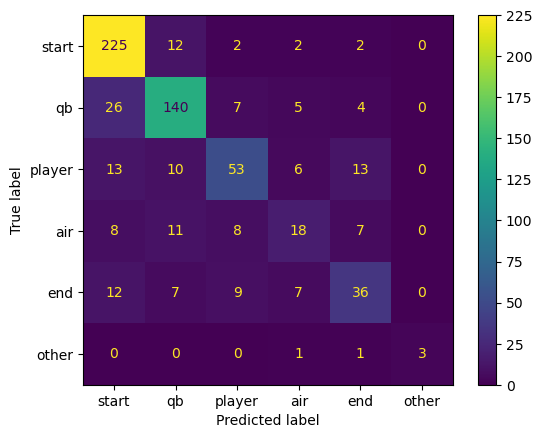 start 225 12 2 2 2 0
qb 26 140 7 5 4 0
player 13 10 53 6 13 0
air 8 11 8 18 7 0
end 12 7 9 7 36 0
other 0 0 0 1 1 3
start qb player air end other
Predicted label
True label
225
200
175
150
125
100
75
50
25
0